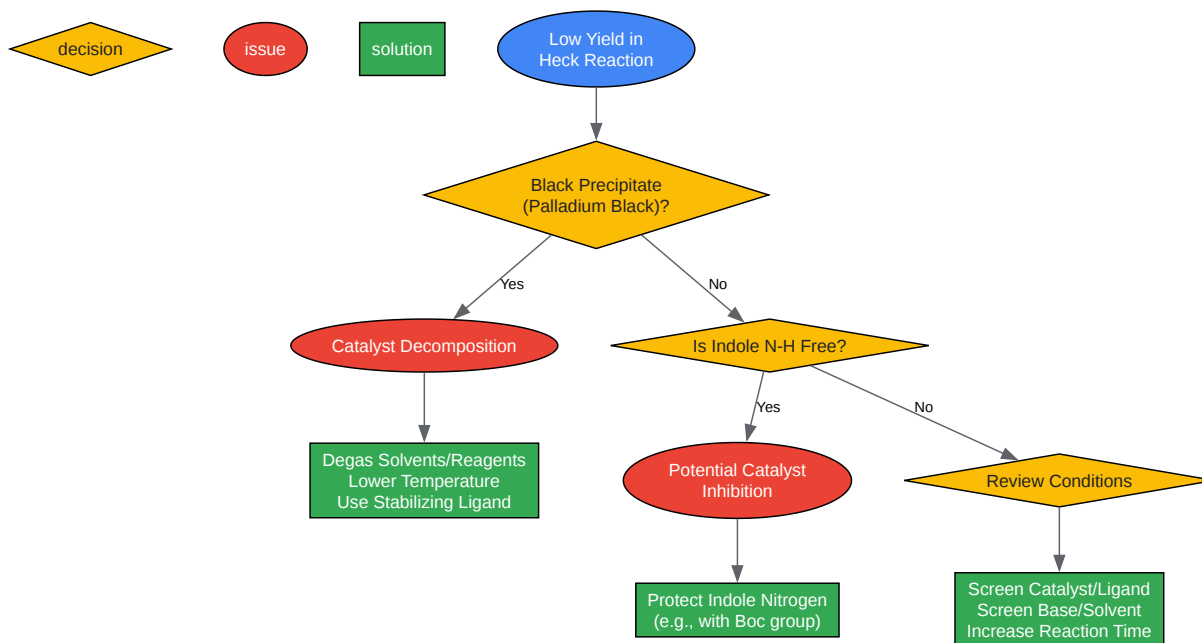 decision
issue
solution
Low Yield in
Heck Reaction
Black Precipitate
(Palladium Black)?
Yes
No
Catalyst Decomposition
Is Indole N-H Free?
Yes
No
Degas Solvents/Reagents
Lower Temperature
Use Stabilizing Ligand
Potential Catalyst
Inhibition
Review Conditions
Protect Indole Nitrogen
(e.g., with Boc group)
Screen Catalyst/Ligand
Screen Base/Solvent
Increase Reaction Time